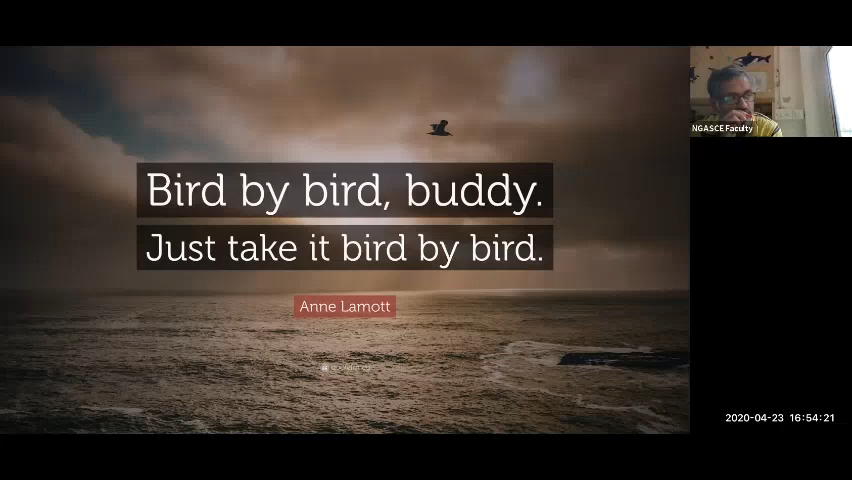 Bird by bird, buddy.
Just take it bird by bird.
Anne Lamott
NGASCE Faculty
2020-04-23 16:54:21